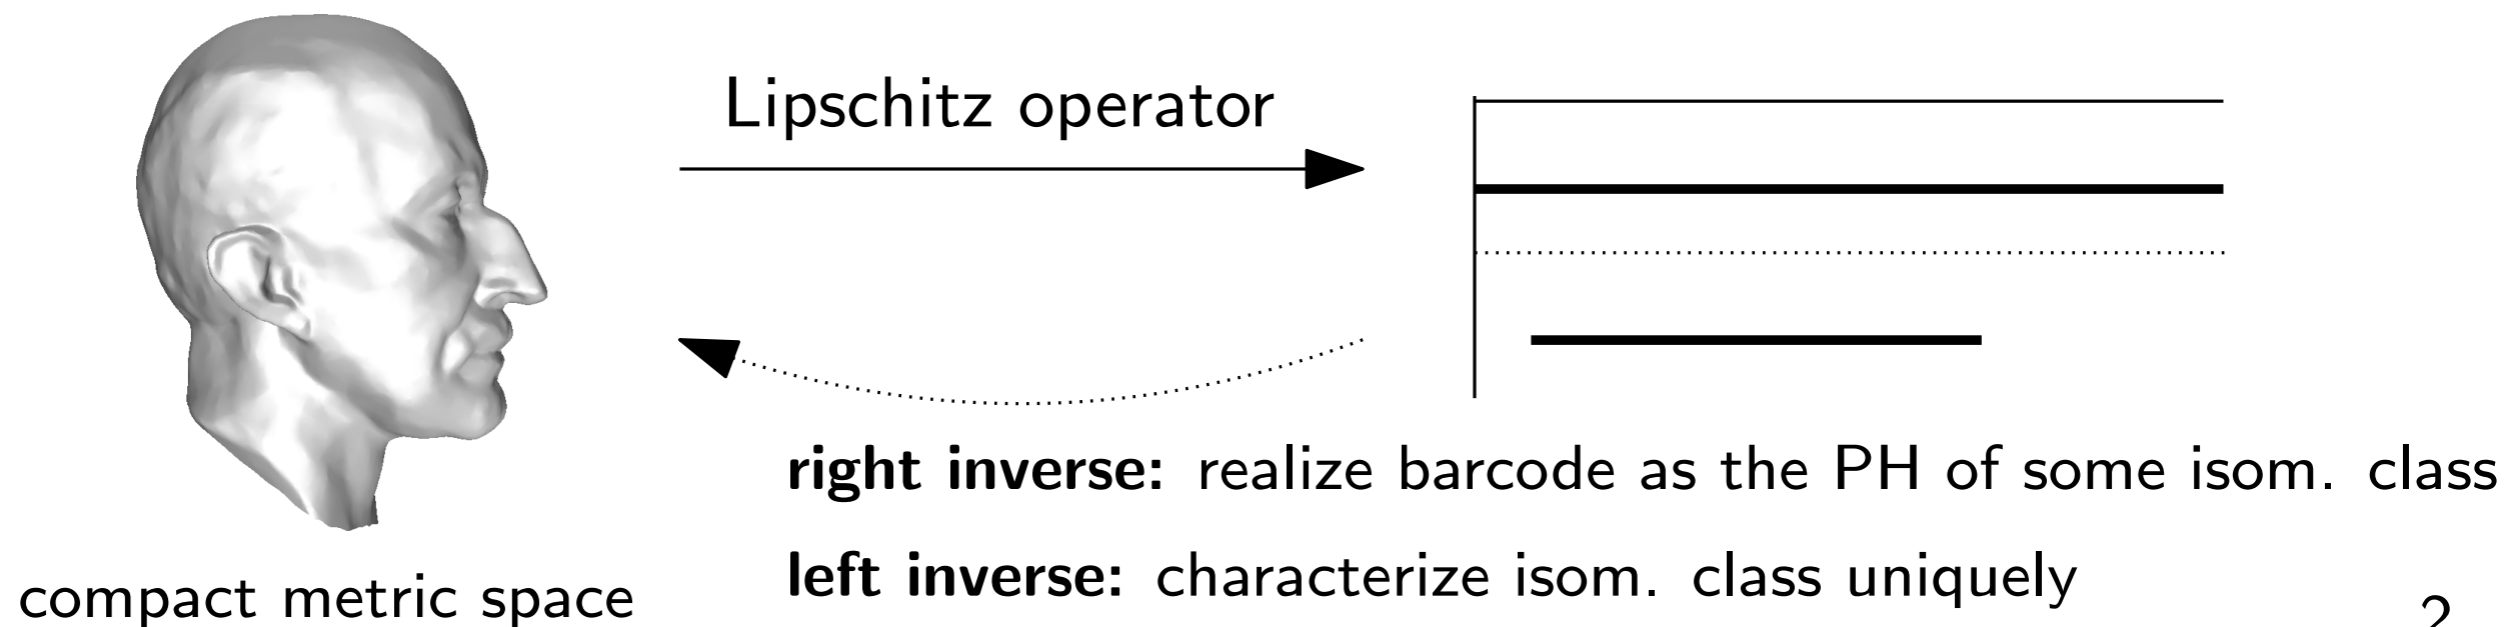 Lipschitz operator
right inverse: realize barcode as the PH of some isom. class
left inverse: characterize isom. class uniquely
compact metric space
2